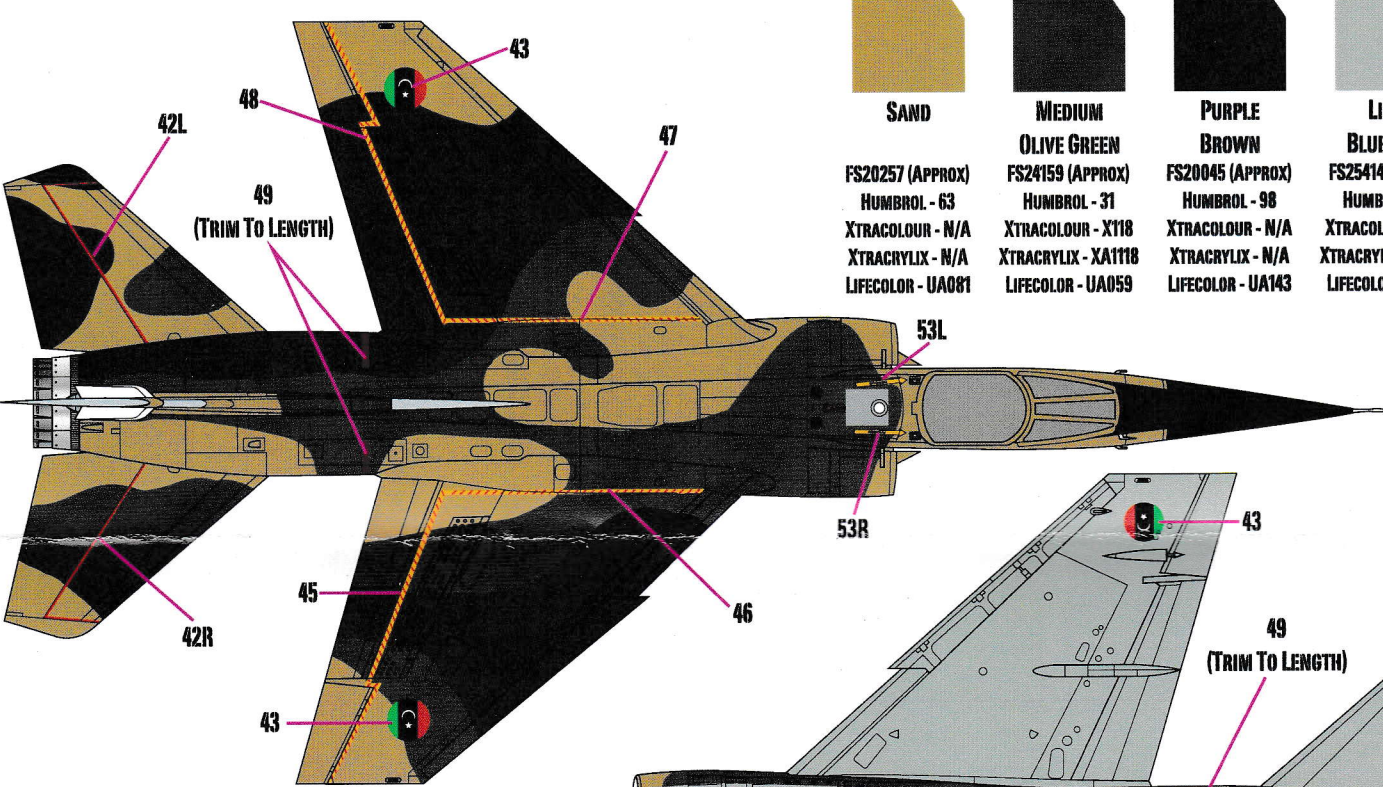 SAND
FS20257 (APPROX)
HUMBROL - 63
XTRACOLOUR - N/A
XTRACRYLIX - N/A
LIFECOLOR - UA081
MEDIUM
OLIVE GREEN
FS24159 (APPROX)
HUMBROL - 31
XTRACOLOUR - X118
XTRACRYLIX - XA1118
LIFECOLOR - UA059
PURPLE
BROWN
FS20045 (APPROX)
HUMBROL - 98
XTRACOLOUR - N/A
XTRACRYLIX - N/A
LIFECOLOR - UA143
43
48
42L
47
49
(TRIM TO LENGTH)
53L
53R
43
45
46
42R
49
(TRIM TO LENGTH)
43